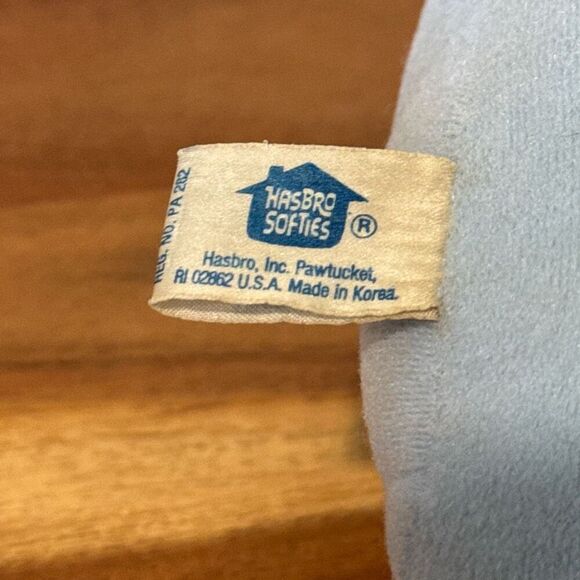 HASBRO
SOFTIES ®
Hasbro, Inc. Pawtucket,
RI 02862 U.S.A. Made in Korea.
REG. NO. PA 282